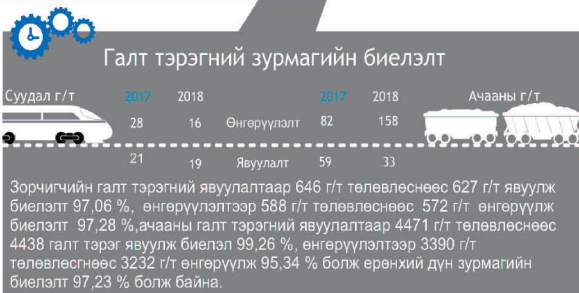 Галт тэрэгний зурмагийн биелэлт
Суудал г/т 2017 2018 2017 2018 Ачааны г/т
28 16 Өнгөрүүлэлт 82 158
21 19 Явуулалт 59 33
Зорчигчийн галт тэрэгний явуулалтаар 646 г/т төлөвлөснөөс 627 г/т явуулж
биелэлт 97,06 %, өнгөрүүлэлтээр 588 г/т төлөвлөснөөс 572 г/т өнгөрүүлж
биелэлт 97,28 %,ачааны галт тэрэгний явуулалтаар 4471 г/т төлөвлөснөөс
4438 галт тэрэг явуулж биелэл 99,26 %, өнгөрүүлэлтээр 3390 г/т
төлөвлөсгнөөс 3232 г/т өнгөрүүлж 95,34 % болж ерөнхий дүн зурмагийн
биелэлт 97,23 % болж байна.